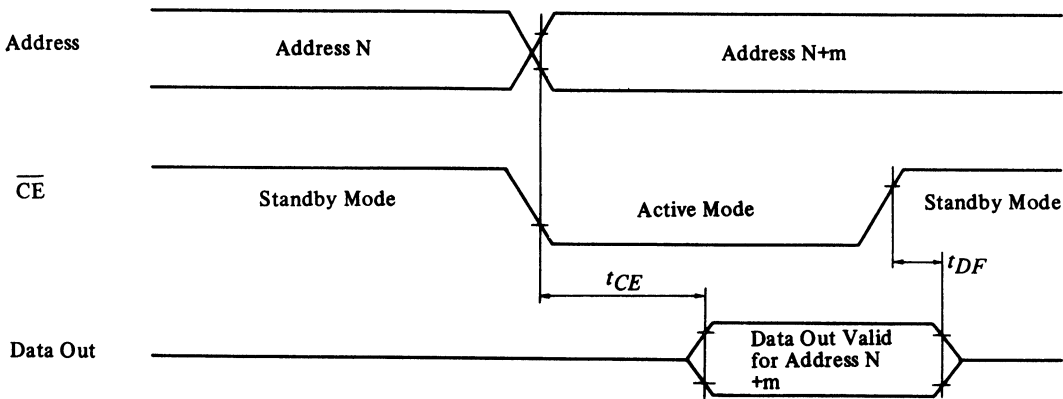 Address
Address N
Address N+m
CE
Standby Mode
Active Mode
Standby Mode
tCE
tDF
Data Out
Data Out Valid
for Address N
+m